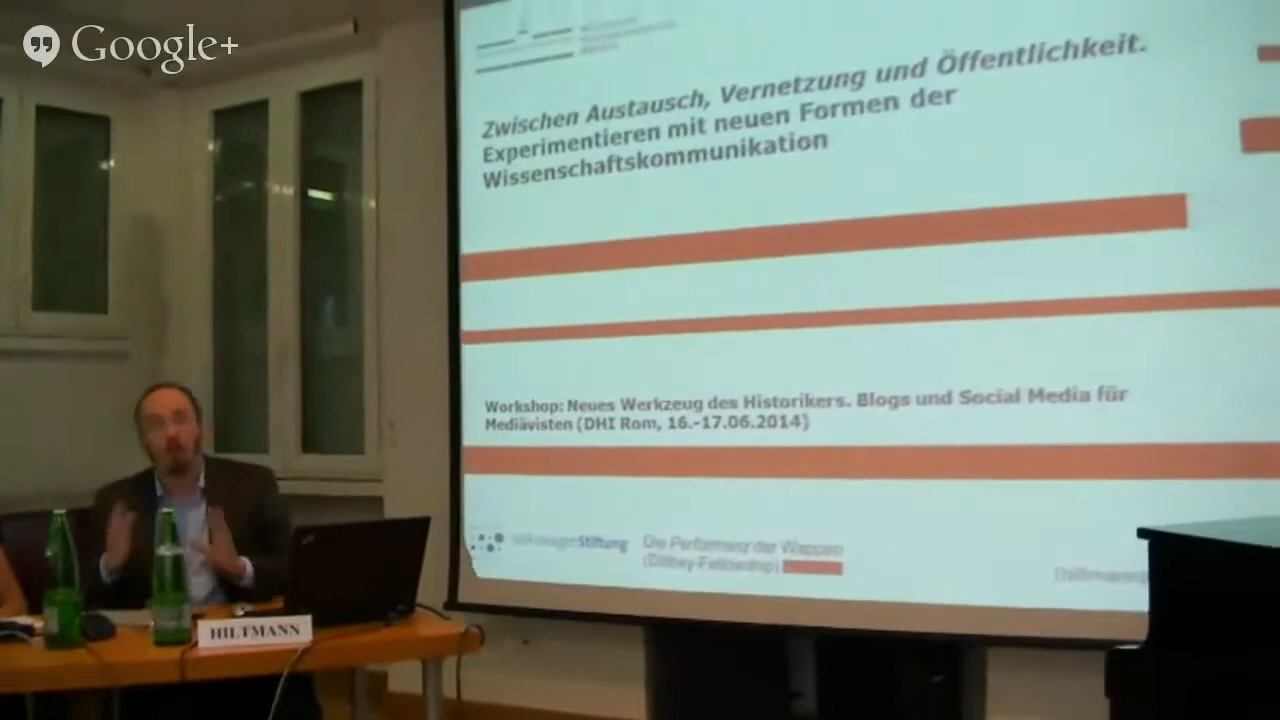 Google+
Zwischen Austausch, Vernetzung und Öffentlichkeit.
Experimentieren mit neuen Formen der
Wissenschaftskommunikation
Workshop: Neues Werkzeug des Historikers. Blogs und Social Media für
Mediävisten (DHI Rom, 16.-17.06.2014)
VolkswagenStiftung
Die Performanz der Wappen
(Dilthey-Fellowship)
HILTMANN